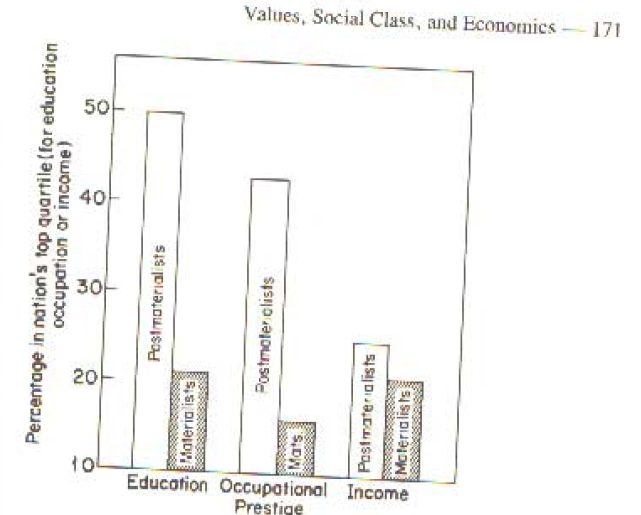 Values, Social Class, and Economics — 171
Percentage in nation's top quartile (for education
occupation or income)
50
40
30
20
10
Postmaterialists
Materialists
Postmaterialists
Mats.
Postmaterialists
Materialists
Education Occupational Income
Prestige